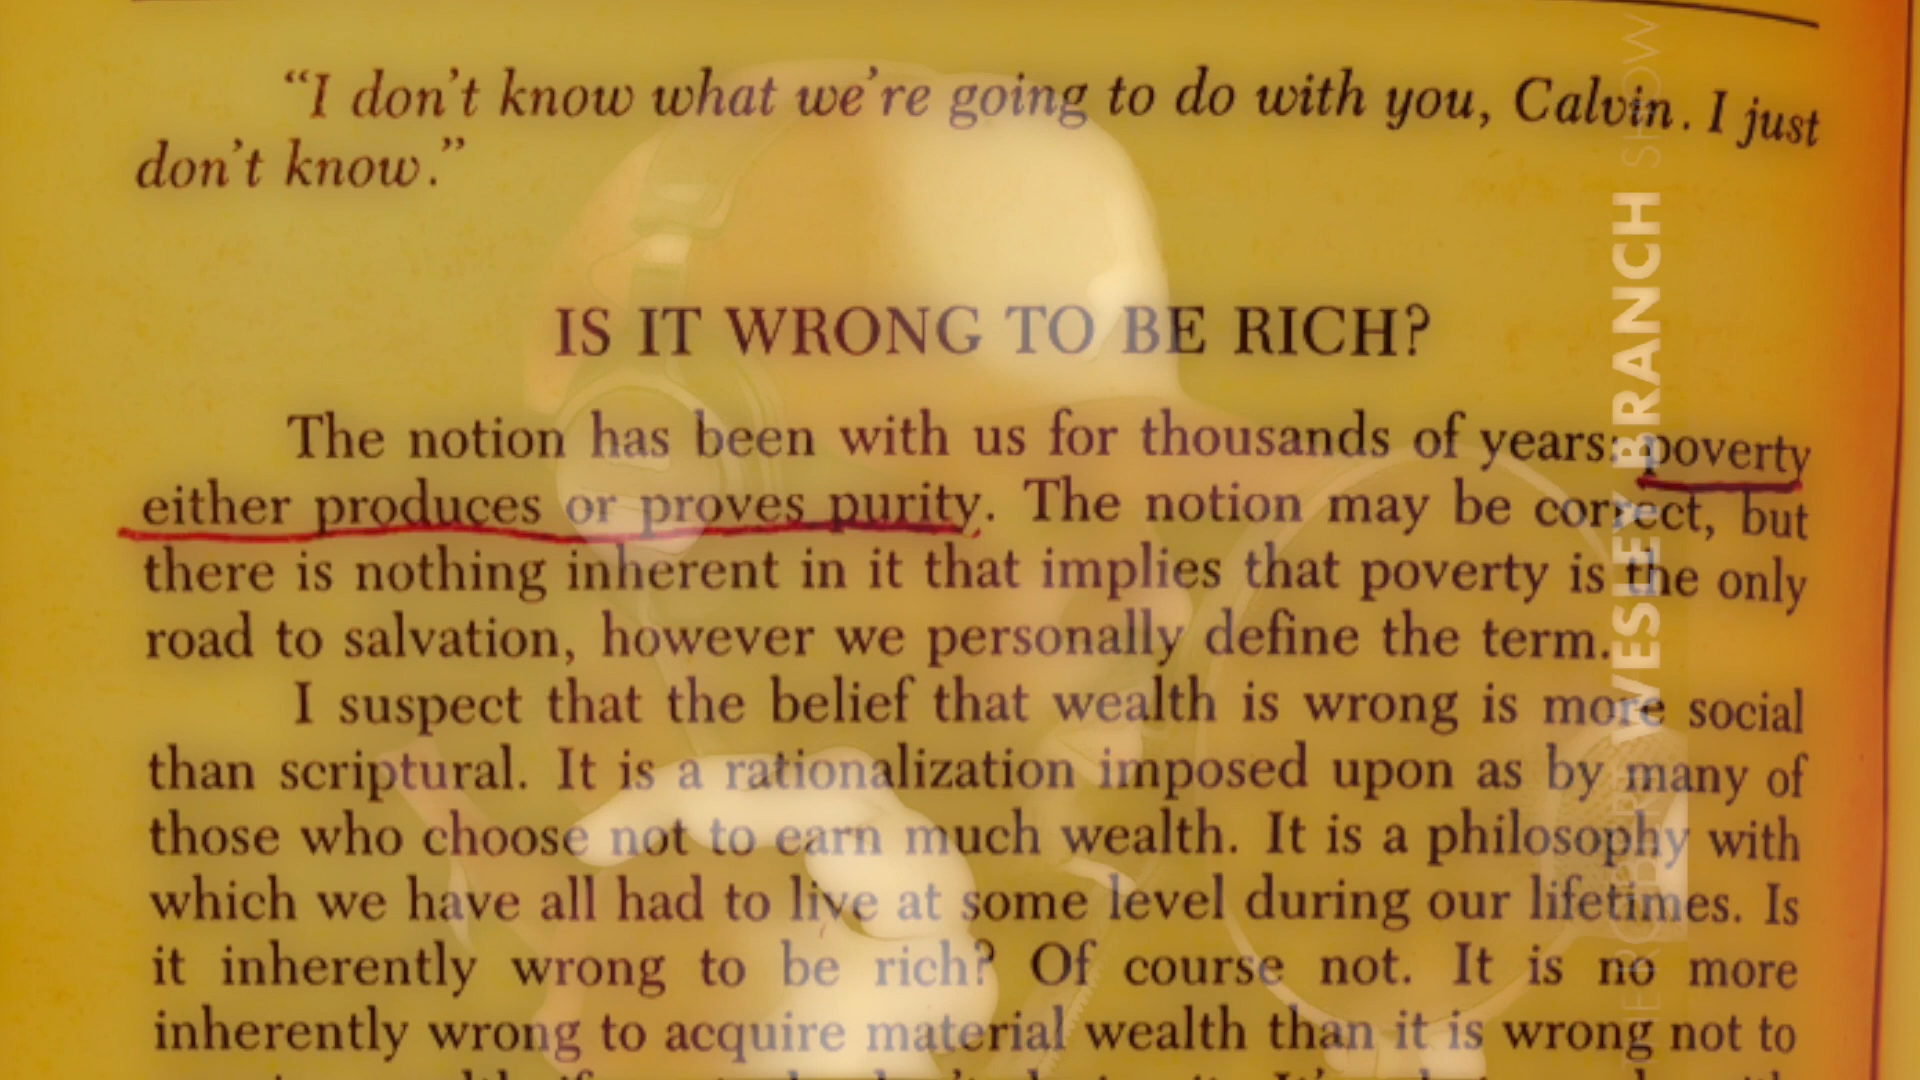 “I don’t know what we’re going to do with you, Calvin. I just
don’t know.”
IS IT WRONG TO BE RICH?
The notion has been with us for thousands of years: poverty
either produces or proves purity. The notion may be correct, but
there is nothing inherent in it that implies that poverty is the only
road to salvation, however we personally define the term.
I suspect that the belief that wealth is wrong is more social
than scriptural. It is a rationalization imposed upon as by many of
those who choose not to earn much wealth. It is a philosophy with
which we have all had to live at some level during our lifetimes. Is
it inherently wrong to be rich? Of course not. It is no more
inherently wrong to acquire material wealth than it is wrong not to
WESLEY BRANCH SHOW